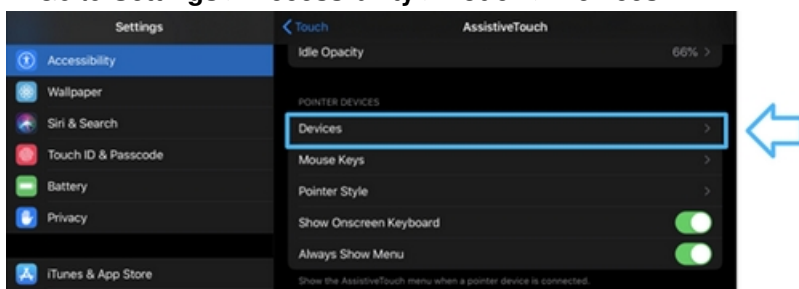 Settings
Touch
AssistiveTouch
Accessibility
Idle Opacity
66%
Wallpaper
POINTER DEVICES
Siri & Search
Devices
Touch ID & Passcode
Mouse Keys
Battery
Pointer Style
Privacy
Show Onscreen Keyboard
Always Show Menu
iTunes & App Store
Show the AssistiveTouch menu when a pointer device is connected.